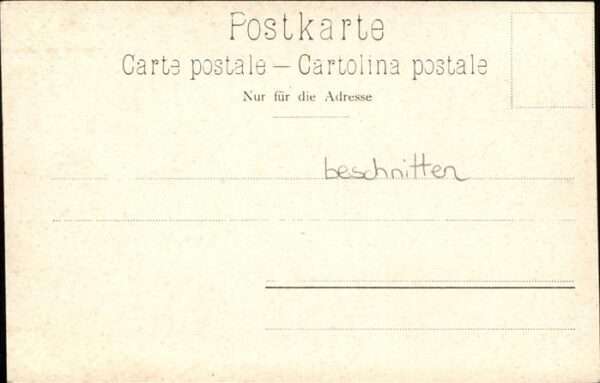 Postkarte
Carte postale — Cartolina postale
Nur für die Adresse
beschnitten